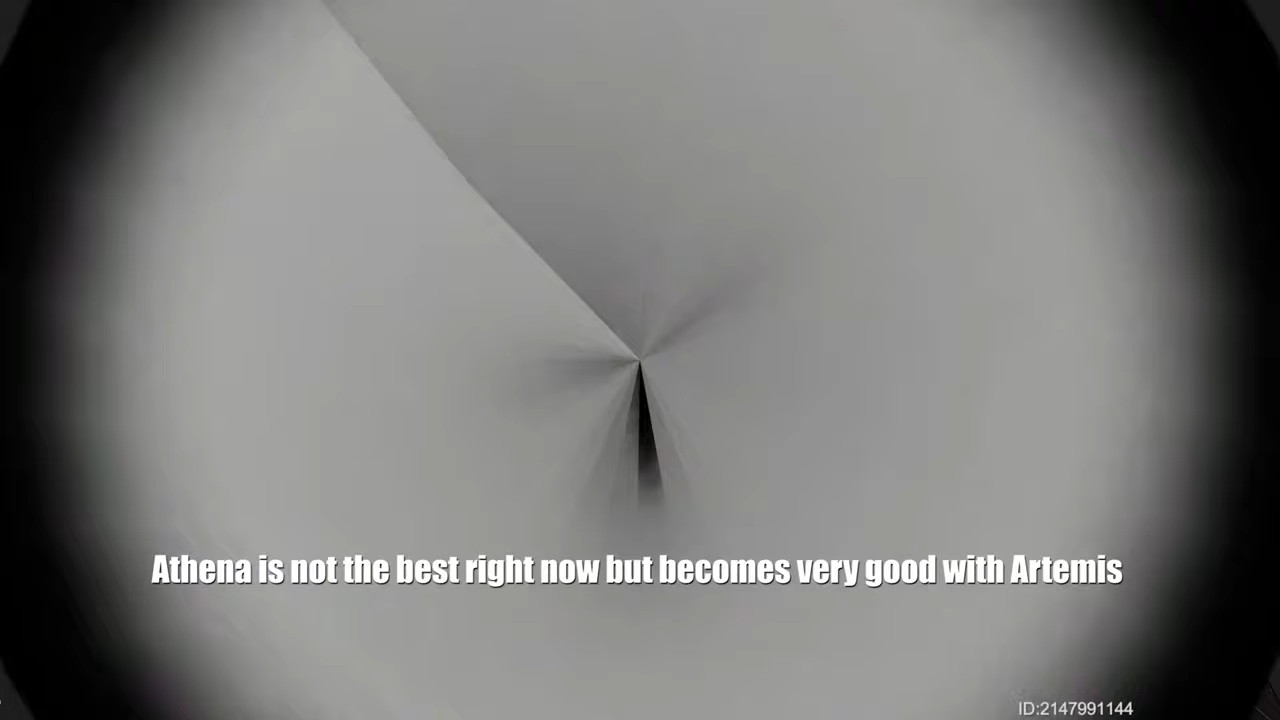 Athena is not the best right now but becomes very good with Artemis
ID:2147991144